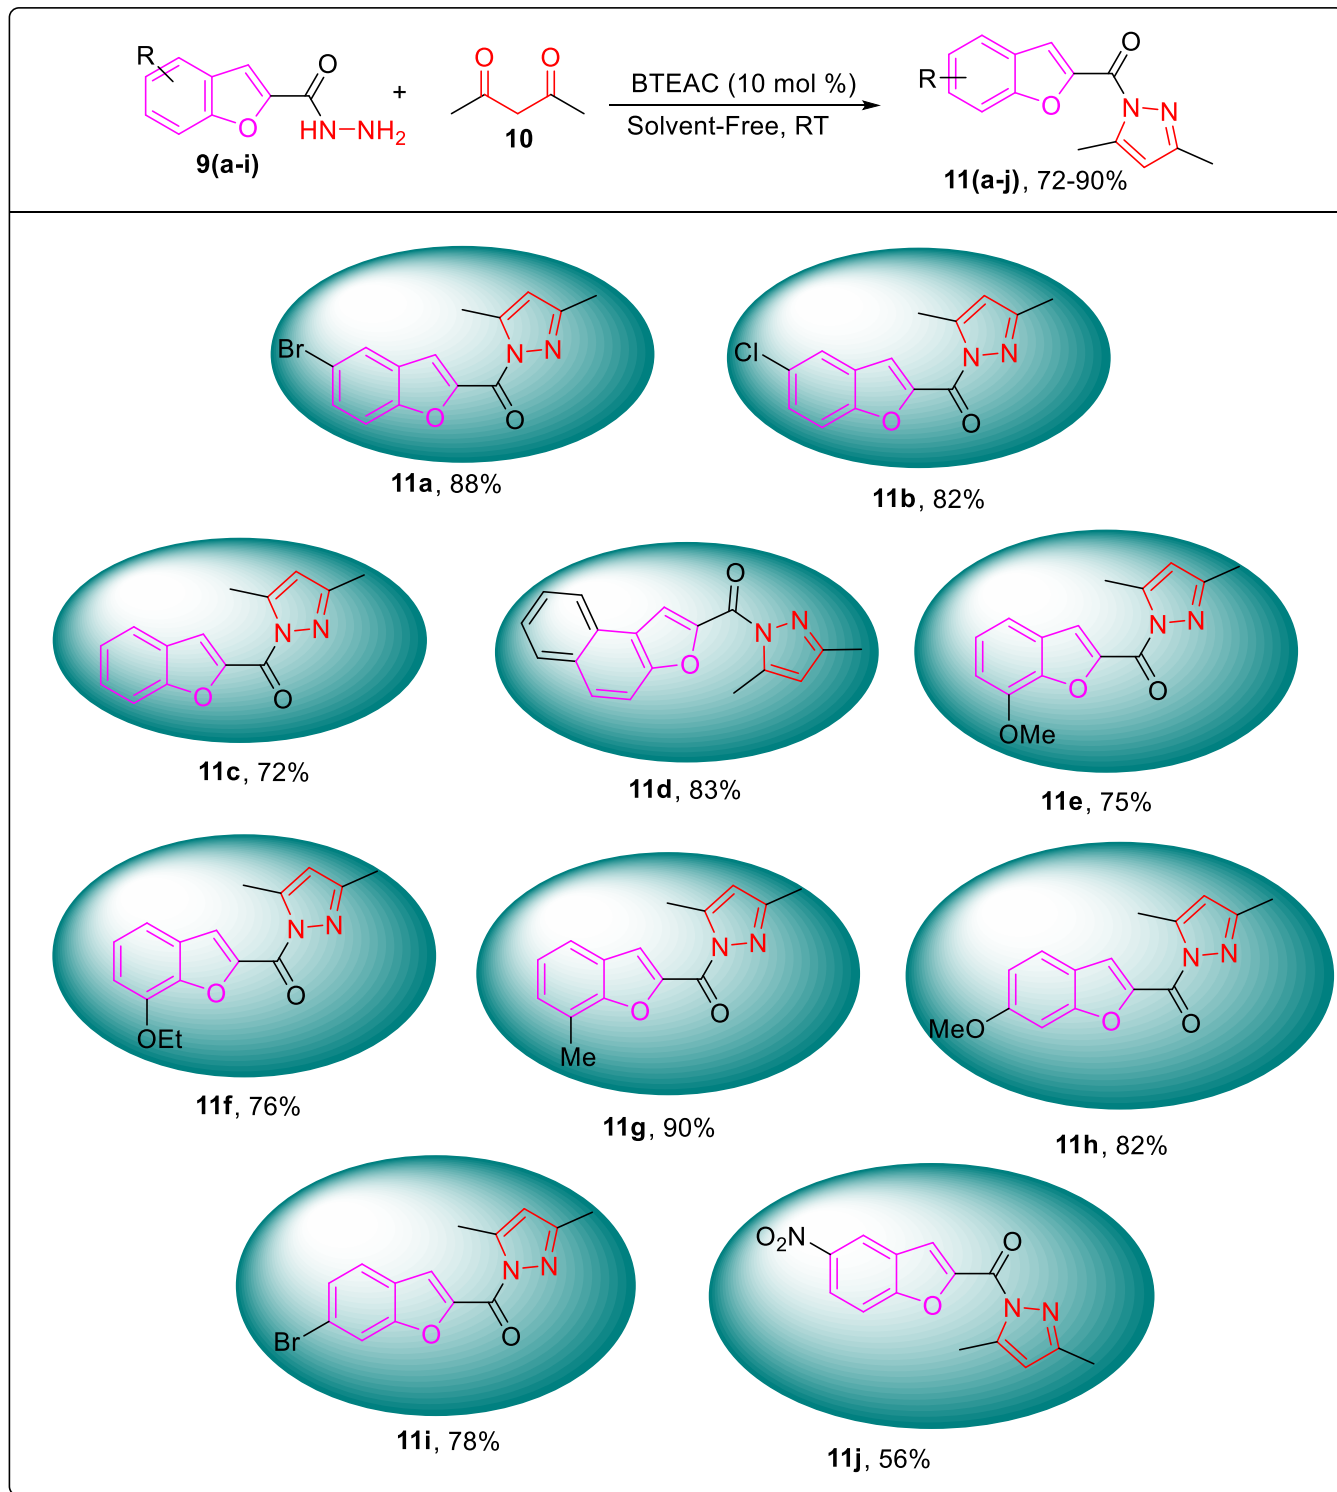 R
O
O
HN-NH2
9(a-i)
+
O O
10
BTEAC (10 mol %)
Solvent-Free, RT
R
O
O
N N
11(a-j), 72-90%
Br
N N
O
O
11a, 88%
Cl
N N
O
O
11b, 82%
N N
O
O
11c, 72%
O
N N
O
11d, 83%
N N
O
O
OMe
11e, 75%
N N
O
O
OEt
11f, 76%
N N
O
O
Me
11g, 90%
N N
MeO
O
O
11h, 82%
N N
Br
O
O
11i, 78%
O2N
O
O
N N
11j, 56%